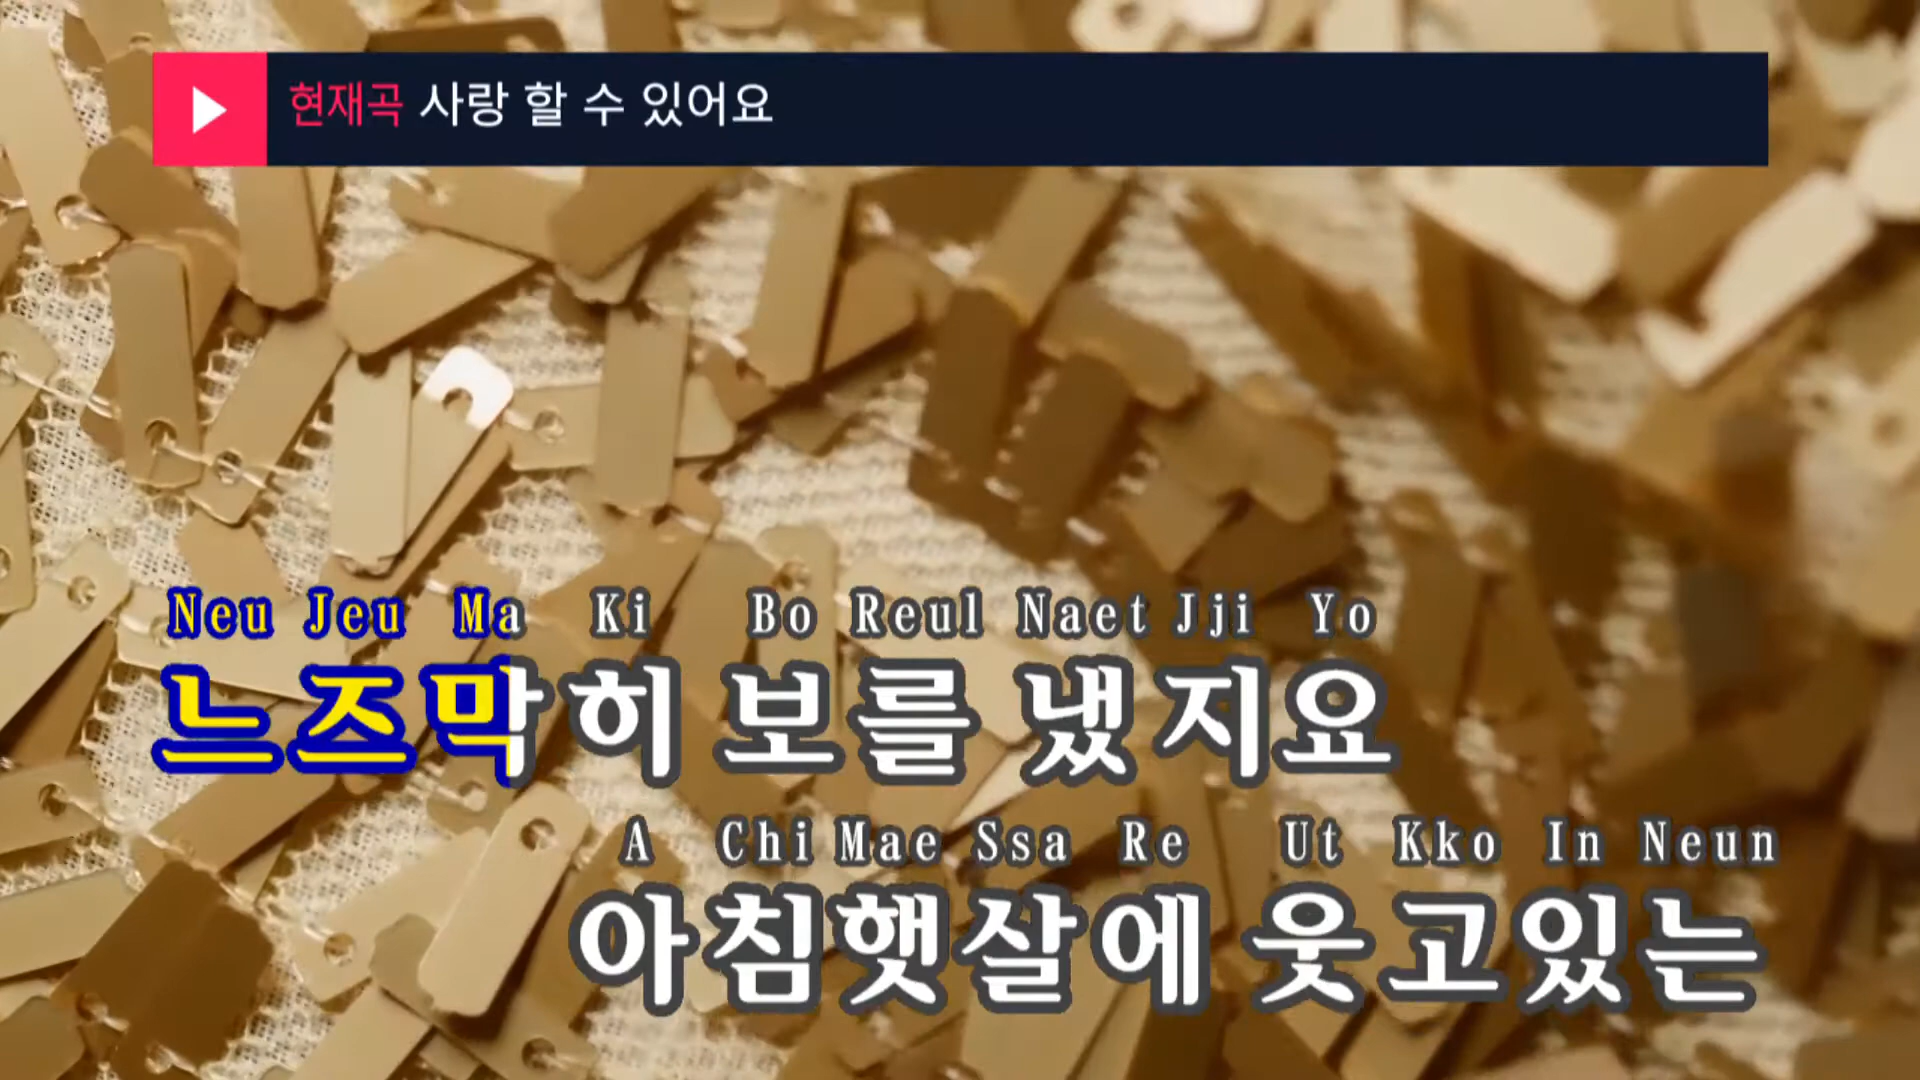 현재곡 사랑 할 수 있어요
Neu Jeu Ma Ki Bo Reul Naet Jji Yo
느즈막히 보를 냈지요
A Chi Mae Ssa Re Ut Kko In Neun
아침햇살에 웃고있는